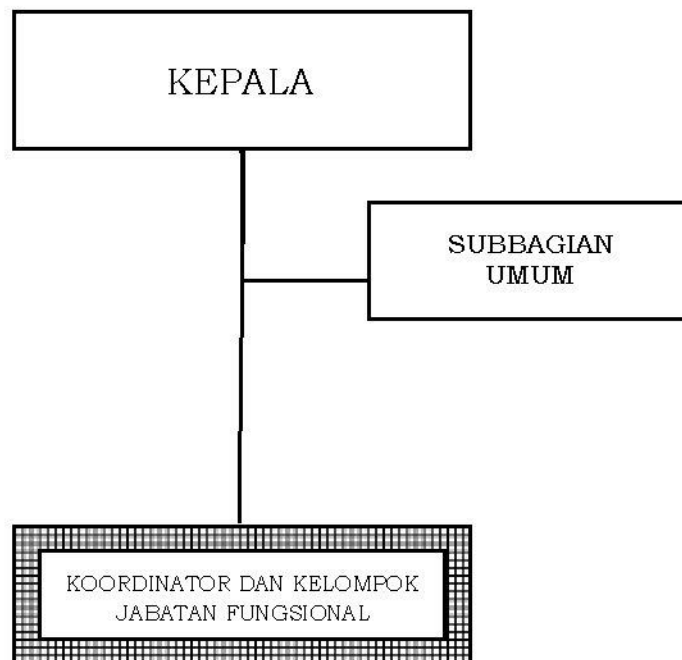 KEPALA
SUBBAGIAN
UMUM
KOORDINATOR DAN KELOMPOK
JABATAN FUNGSIONAL